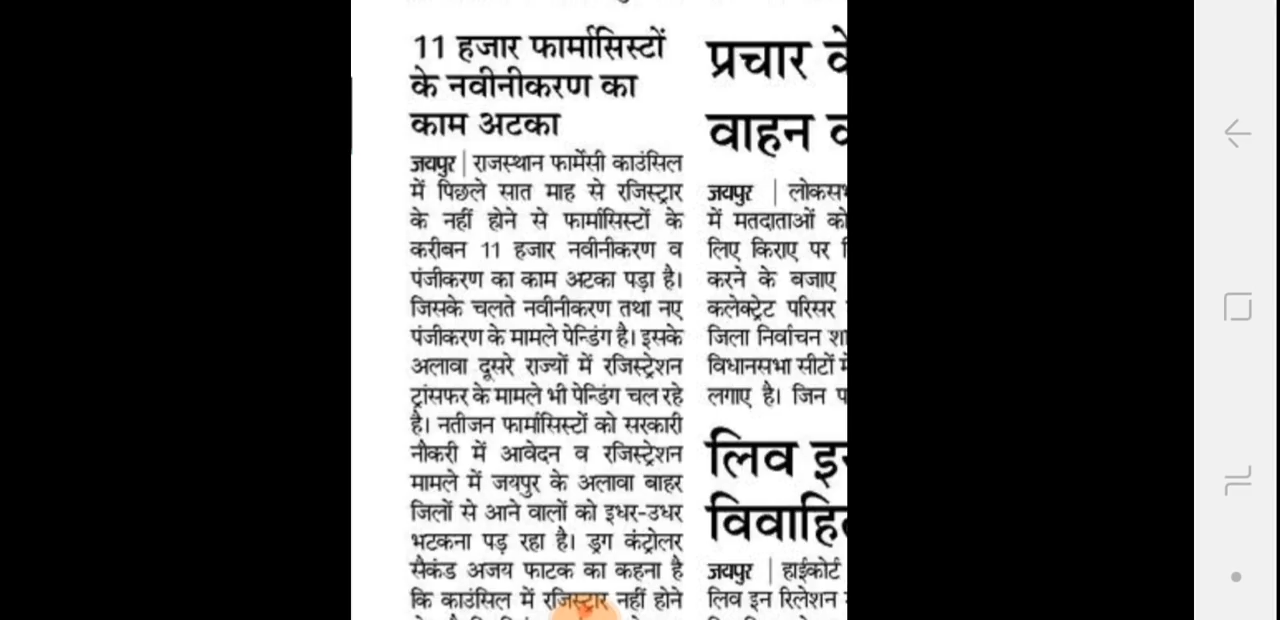 11 हजार फार्मासिस्टों
के नवीनीकरण का
काम अटका
जयपुर | राजस्थान फार्मेसी काउंसिल
में पिछले सात माह से रजिस्ट्रार
के नहीं होने से फार्मासिस्टों के
करीबन 11 हजार नवीनीकरण व
पंजीकरण का काम अटका पड़ा है।
जिसके चलते नवीनीकरण तथा नए
पंजीकरण के मामले पेन्डिंग है। इसके
अलावा दूसरे राज्यों में रजिस्ट्रेशन
ट्रांसफर के मामले भी पेन्डिंग चल रहे
है। नतीजन फार्मासिस्टों को सरकारी
नौकरी में आवेदन व रजिस्ट्रेशन
मामले में जयपुर के अलावा बाहर
जिलों से आने वालों को इधर-उधर
भटकना पड़ रहा है। ड्रग कंट्रोलर
सैकंड अजय फाटक का कहना है
कि काउंसिल में रजिस्ट्रार नहीं होने
प्रचार के
वाहन
जयपुर | लोकसभ
में मतदाताओं को
लिए किराए पर
करने के बजाए
कलेक्ट्रेट परिसर
जिला निर्वाचन शा
विधानसभा सीटों में
लगाए है। जिन प
लिव इन
विवाहित
जयपुर | हाईकोर्ट
लिव इन रिलेशन